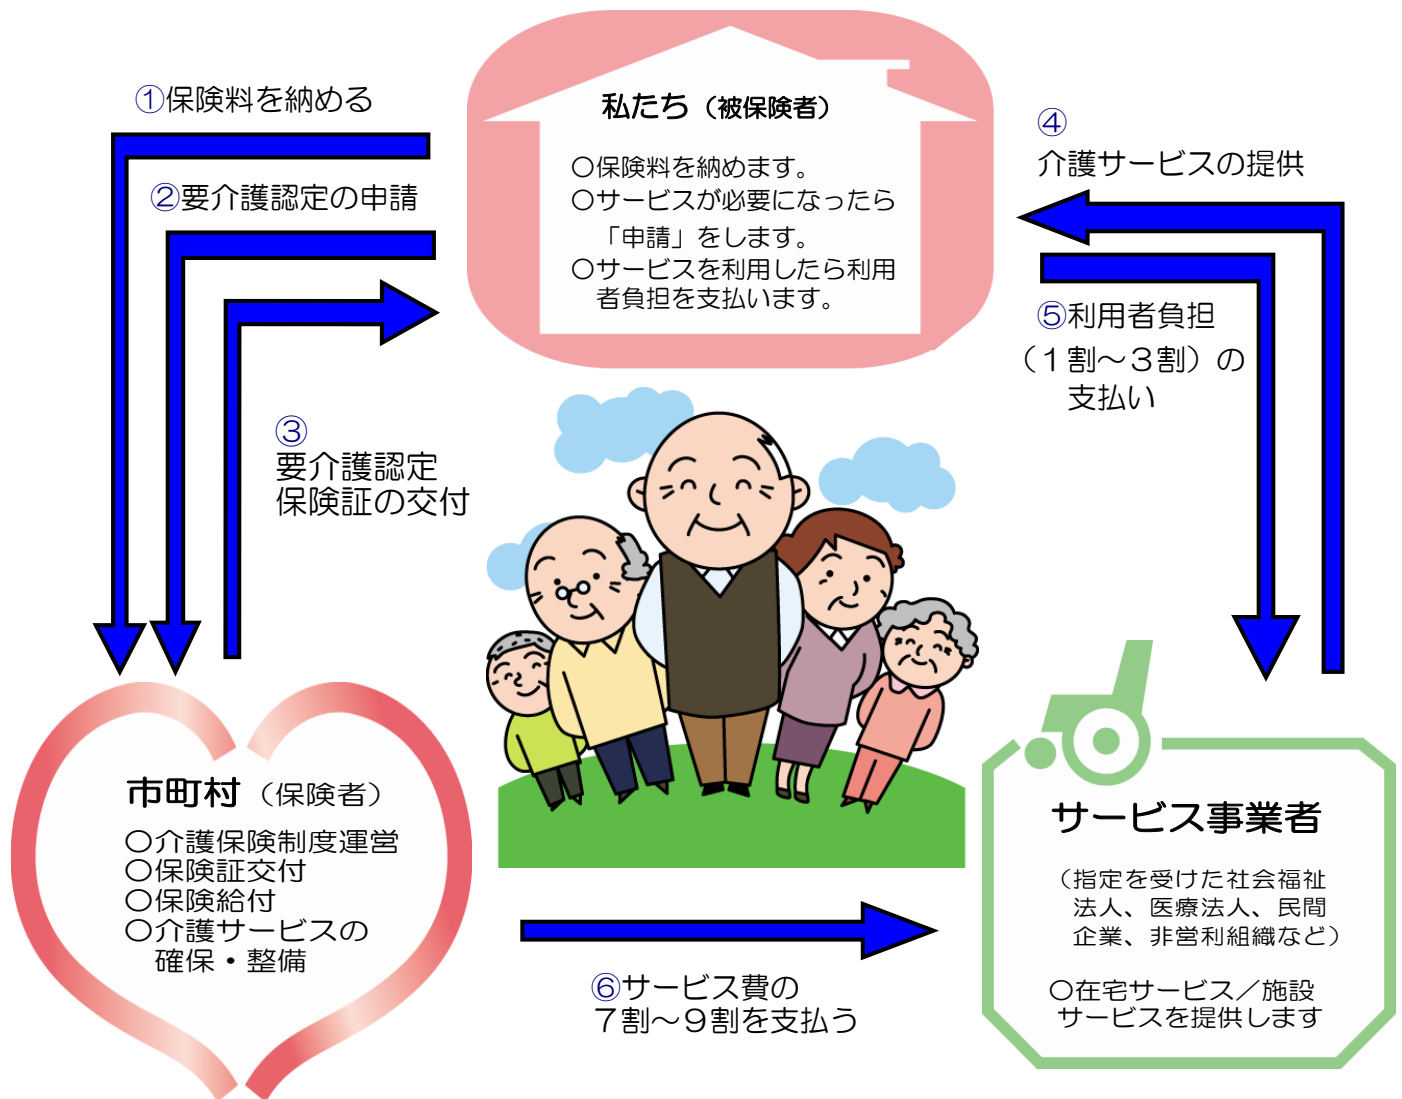 ①保険料を納める
②要介護認定の申請
③
要介護認定
保険証の交付
私たち（被保険者）
〇保険料を納めます。
〇サービスが必要になったら
「申請」をします。
〇サービスを利用したら利用
者負担を支払います。
④
介護サービスの提供
⑤利用者負担
（１割～３割）の
支払い
市町村（保険者）
〇介護保険制度運営
〇保険証交付
〇保険給付
〇介護サービスの
確保・整備
⑥サービス費の
７割～９割を支払う
サービス事業者
（指定を受けた社会福祉
法人、医療法人、民間
企業、非営利組織など）
〇在宅サービス／施設
サービスを提供します